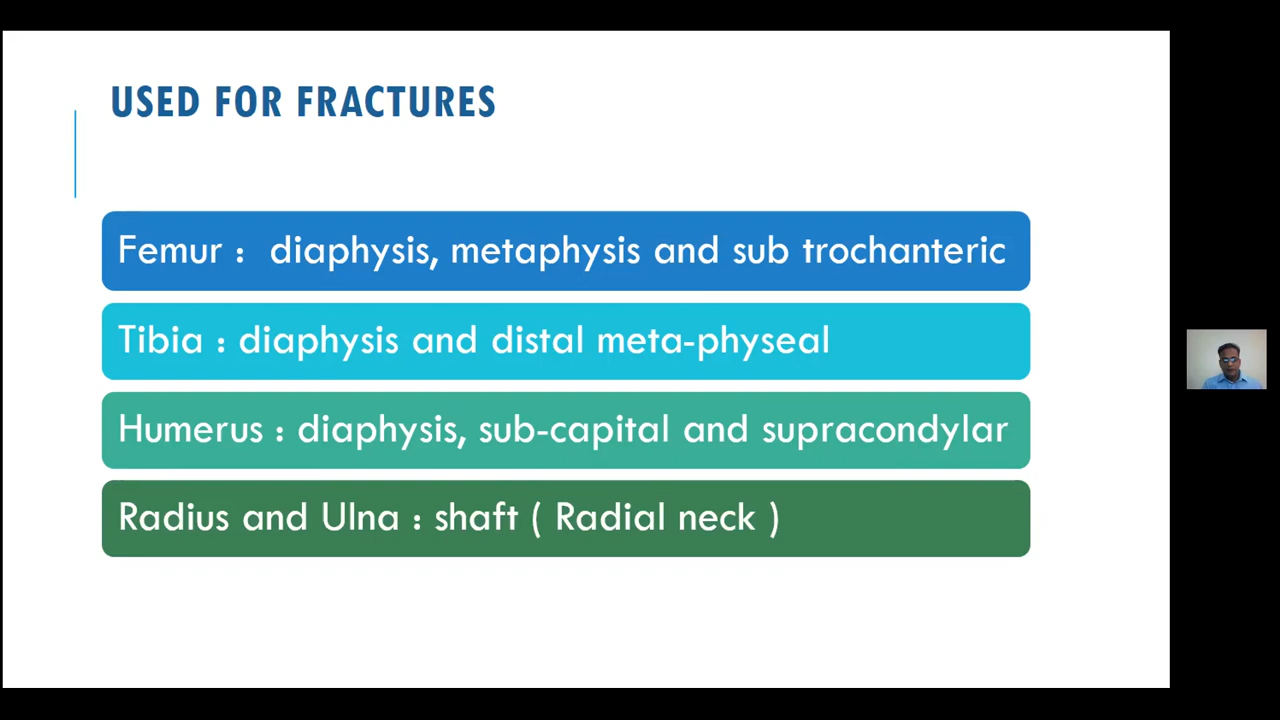 USED FOR FRACTURES
Femur : diaphysis, metaphysis and sub trochanteric
Tibia : diaphysis and distal meta-physeal
Humerus : diaphysis, sub-capital and supracondylar
Radius and Ulna : shaft ( Radial neck )